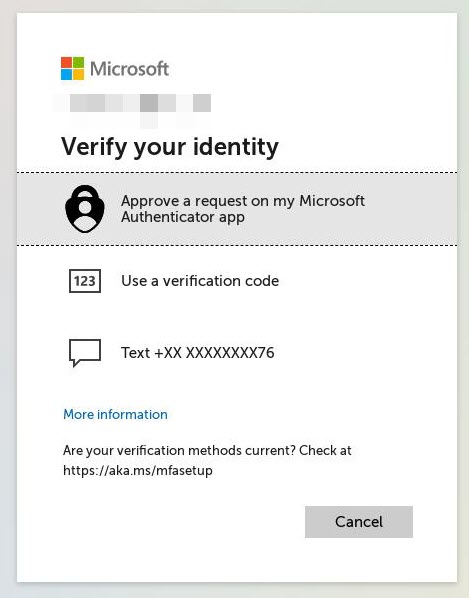 Microsoft
Verify your identity
Approve a request on my Microsoft
Authenticator app
123
Use a verification code
Text +XX XXXXXXXX76
More information
Are your verification methods current? Check at
https://aka.ms/mfasetup
Cancel